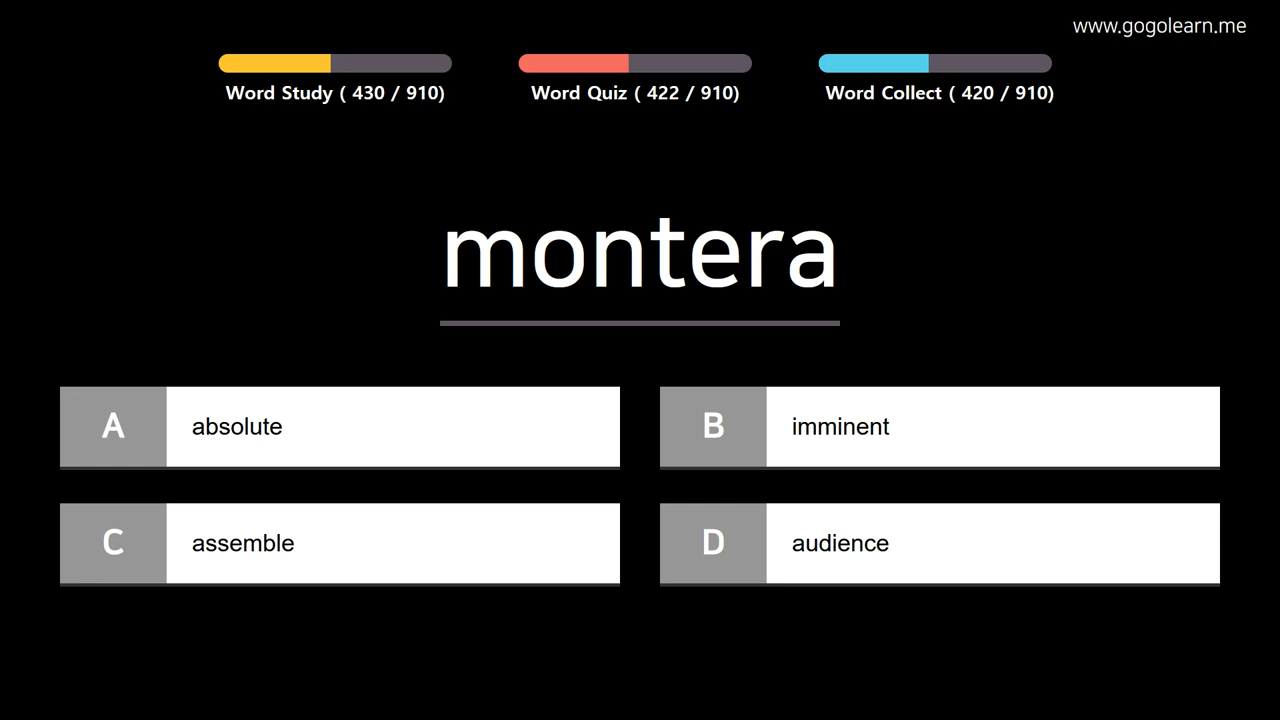 www.gogolearn.me
Word Study ( 430 / 910)
Word Quiz ( 422 / 910)
Word Collect ( 420 / 910)
montera
A absolute
B imminent
C assemble
D audience